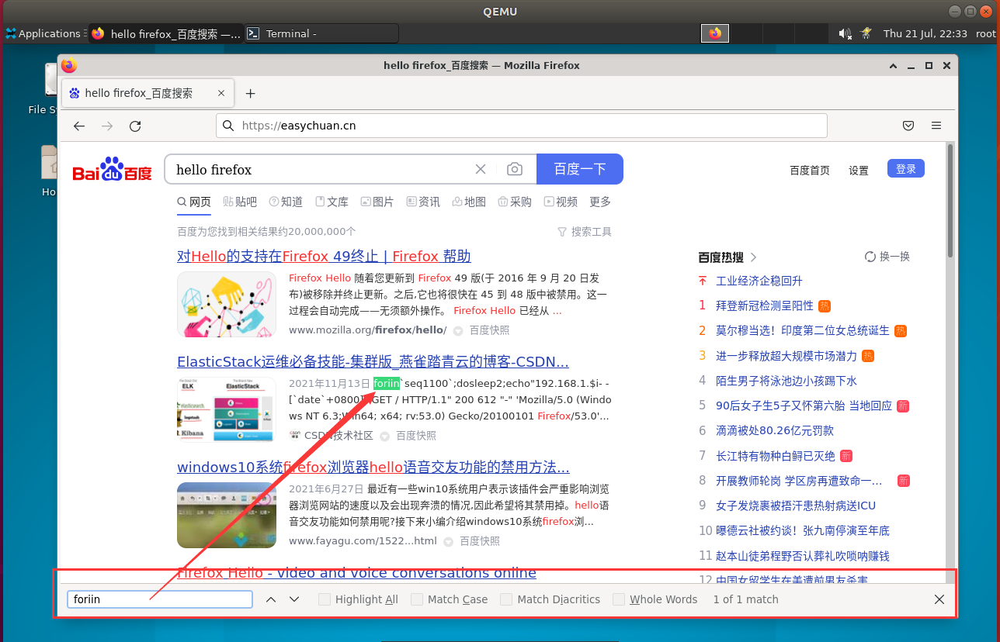 QEMU
Applications
hello firefox_百度搜索 —...
Terminal -
Thu 21 Jul, 22:33
root
hello firefox_百度搜索 — Mozilla Firefox
File Sy
hello firefox_百度搜索
https://easychuan.cn
Ho
Bai du 百度
hello firefox
百度一下
百度首页
设置
登录
网页
贴吧
知道
文库
图片
资讯
地图
采购
视频
更多
百度为您找到相关结果约20,000,000个
搜索工具
对Hello的支持在Firefox 49终止 | Firefox 帮助
Firefox Hello 随着您更新到 Firefox 49 版(于 2016 年 9 月 20 日发
布)被移除并终止更新。之后,它也将很快在 45 到 48 版中被禁用。这一
过程会自动完成——无须额外操作。 Firefox Hello 已经从 ...
www.mozilla.org/firefox/hello/
百度快照
ElasticStack运维必备技能-集群版_燕雀踏青云的博客-CSDN...
ELK
ElasticStack
Kibana
2021年11月13日 foriin`seq1100`;dosleep2;echo"192.168.1.$i- -
[`date`+0800] "GET / HTTP/1.1" 200 612 "-" 'Mozilla/5.0 (Windo
ws NT 6.3;Win64; x64; rv:53.0) Gecko/20100101 Firefox/53.0'...
CSDN技术社区
百度快照
windows10系统firefox浏览器hello语音交友功能的禁用方法...
2021年6月27日 最近有一些win10系统用户表示该插件会严重影响浏览
器浏览网站的速度以及会出现奔溃的情况,因此希望将其禁用掉。hello语
音交友功能如何禁用呢?接下来小编介绍windows10系统firefox浏...
www.fayagu.com/1522...html
百度快照
Firefox Hello - video and voice conversations online
百度热搜
换一换
工业经济企稳回升
1 拜登新冠检测呈阳性 热
2 莫尔穆当选！印度第二位女总统诞生 热
3 进一步释放超大规模市场潜力 热
4 陌生男子将泳池边小孩踢下水
5 90后女子生5子又怀第六胎 当地回应 新
6 滴滴被处80.26亿元罚款
7 长江特有物种白鲟已灭绝 新
8 开展教师轮岗 学区房再遭致命一... 新
9 女子发烧裹被捂汗患热射病送ICU
10 曝德云社被约谈！张九南停演至年底
11 赵本山徒弟程野否认葬礼吹唢呐赚钱
12 中国女留学生在美遭前男友杀害
foriin
Highlight All
Match Case
Match Diacritics
Whole Words
1 of 1 match